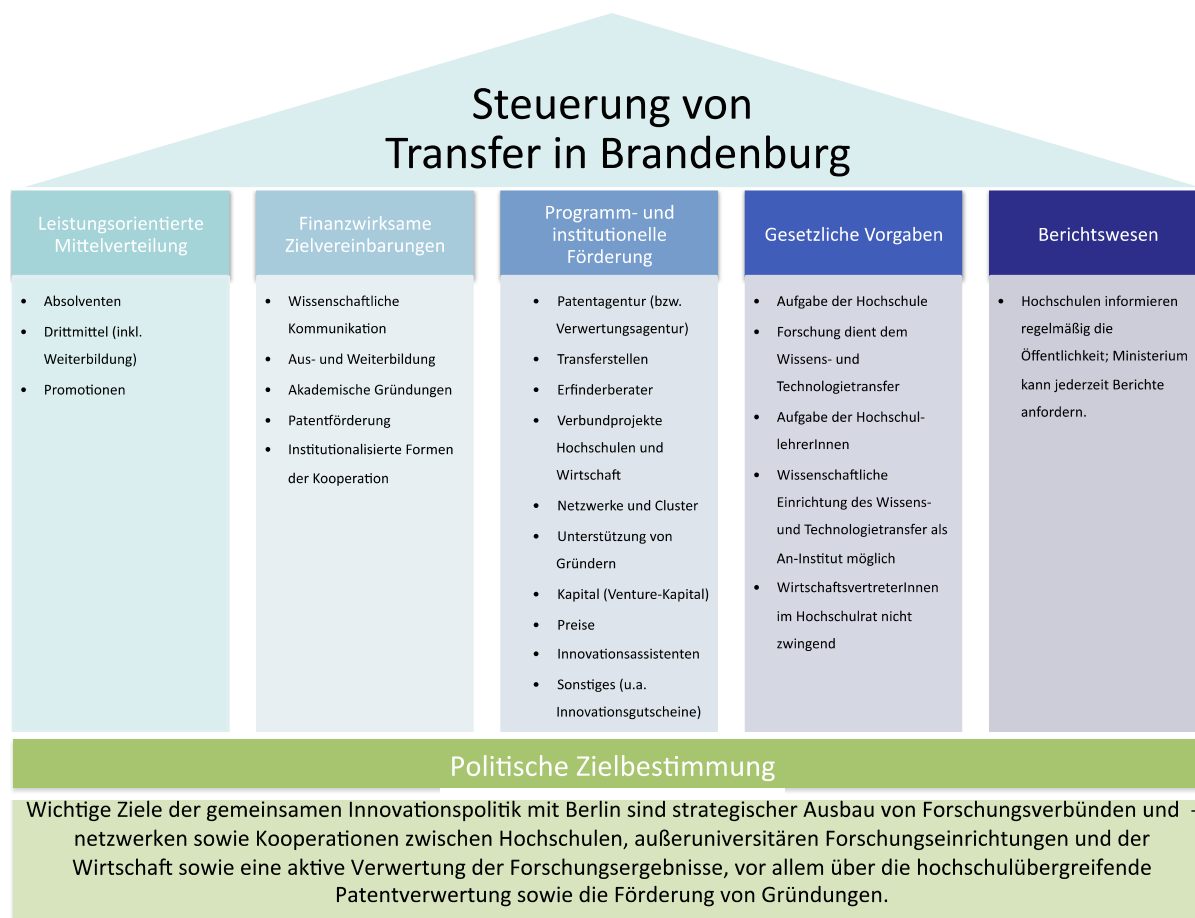 Steuerung von
Transfer in Brandenburg
Leistungsorientierte
Mittelverteilung
• Absolventen
• Drittmittel (inkl.
Weiterbildung)
• Promotionen
Finanzwirksame
Zielvereinbarungen
• Wissenschaftliche
Kommunikation
• Aus- und Weiterbildung
• Akademische Gründungen
• Patentförderung
• Institutionalisierte Formen
der Kooperation
Programm- und
institutionelle
Förderung
• Patentagentur (bzw.
Verwertungsagentur)
• Transferstellen
• Erfinderberater
• Verbundprojekte
Hochschulen und
Wirtschaft
• Netzwerke und Cluster
• Unterstützung von
Gründern
• Kapital (Venture-Kapital)
• Preise
• Innovationsassistenten
• Sonstiges (u.a.
Innovationsgutscheine)
Gesetzliche Vorgaben
• Aufgabe der Hochschule
• Forschung dient dem
Wissens- und
Technologietransfer
• Aufgabe der Hochschul-
lehrerInnen
• Wissenschaftliche
Einrichtung des Wissens-
und Technologietransfer als
An-Institut möglich
• WirtschaftsvertreterInnen
im Hochschulrat nicht
zwingend
Berichtswesen
• Hochschulen informieren
regelmäßig die
Öffentlichkeit; Ministerium
kann jederzeit Berichte
anfordern.
Politische Zielbestimmung
Wichtige Ziele der gemeinsamen Innovationspolitik mit Berlin sind strategischer Ausbau von Forschungsverbünden und -
netzwerken sowie Kooperationen zwischen Hochschulen, außeruniversitären Forschungseinrichtungen und der
Wirtschaft sowie eine aktive Verwertung der Forschungsergebnisse, vor allem über die hochschulübergreifende
Patentverwertung sowie die Förderung von Gründungen.